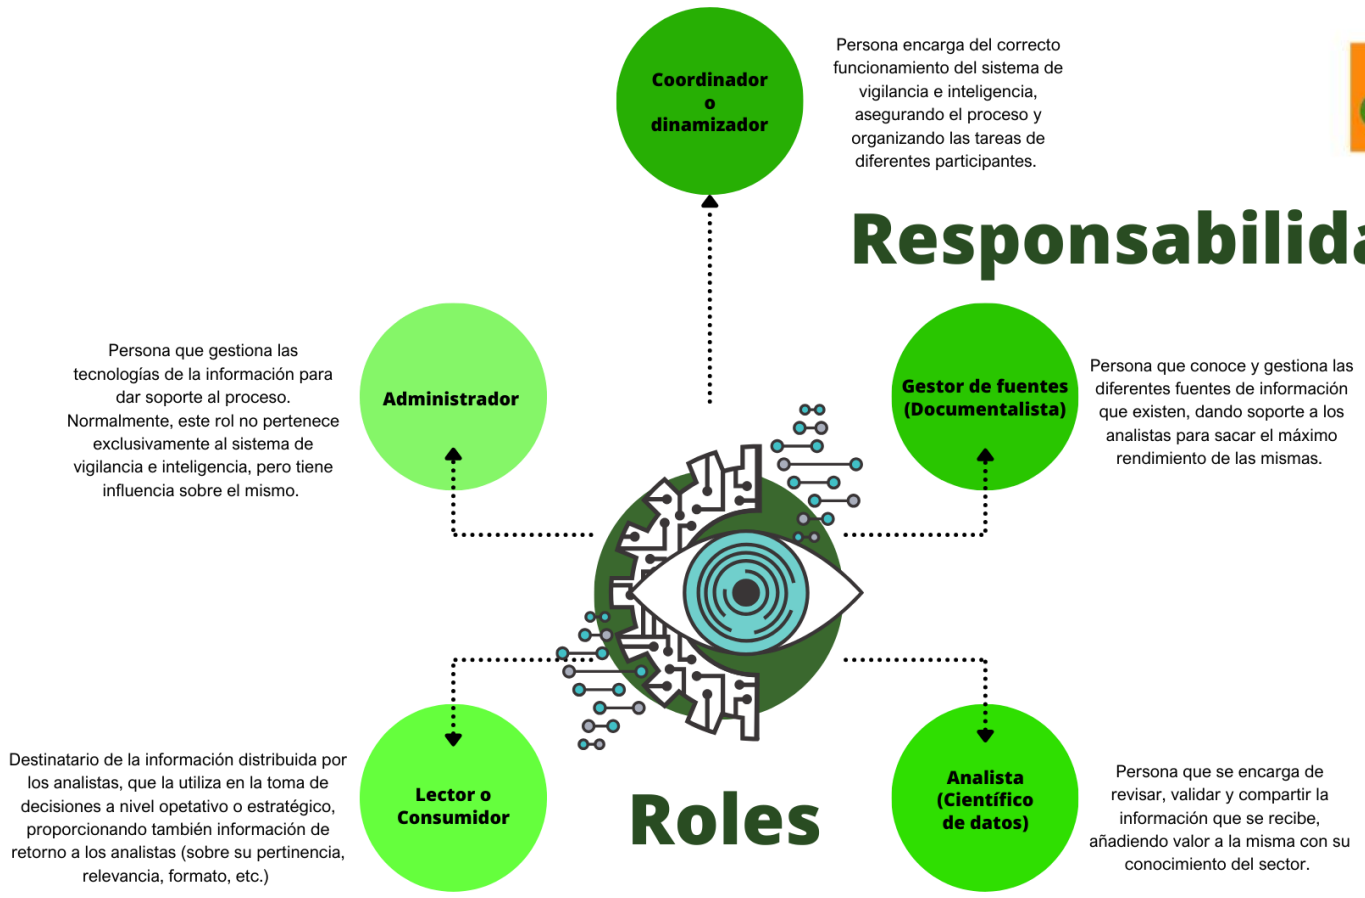 Coordinador
o
dinamizador
Persona encarga del correcto
funcionamiento del sistema de
vigilancia e inteligencia,
asegurando el proceso y
organizando las tareas de
diferentes participantes.
Responsabilida
Persona que gestiona las
tecnologías de la información para
dar soporte al proceso.
Normalmente, este rol no pertenece
exclusivamente al sistema de
vigilancia e inteligencia, pero tiene
influencia sobre el mismo.
Administrador
Gestor de fuentes
(Documentalista)
Persona que conoce y gestiona las
diferentes fuentes de información
que existen, dando soporte a los
analistas para sacar el máximo
rendimiento de las mismas.
Destinatario de la información distribuida por
los analistas, que la utiliza en la toma de
decisiones a nivel opetativo o estratégico,
proporcionando también información de
retorno a los analistas (sobre su pertinencia,
relevancia, formato, etc.)
Lector o
Consumidor
Roles
Analista
(Científico
de datos)
Persona que se encarga de
revisar, validar y compartir la
información que se recibe,
añadiendo valor a la misma con su
conocimiento del sector.